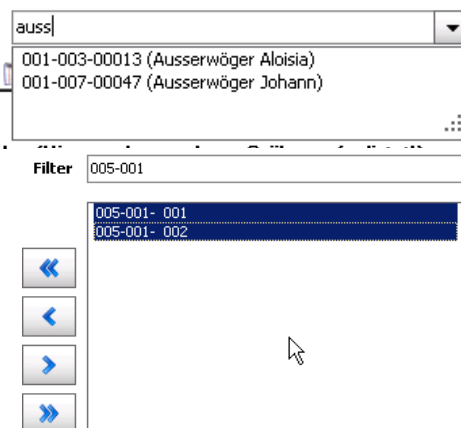 auss
001-003-00013 (Ausserwöger Aloisia)
001-007-00047 (Ausserwöger Johann)
Filter 005-001
005-001- 001
005-001- 002